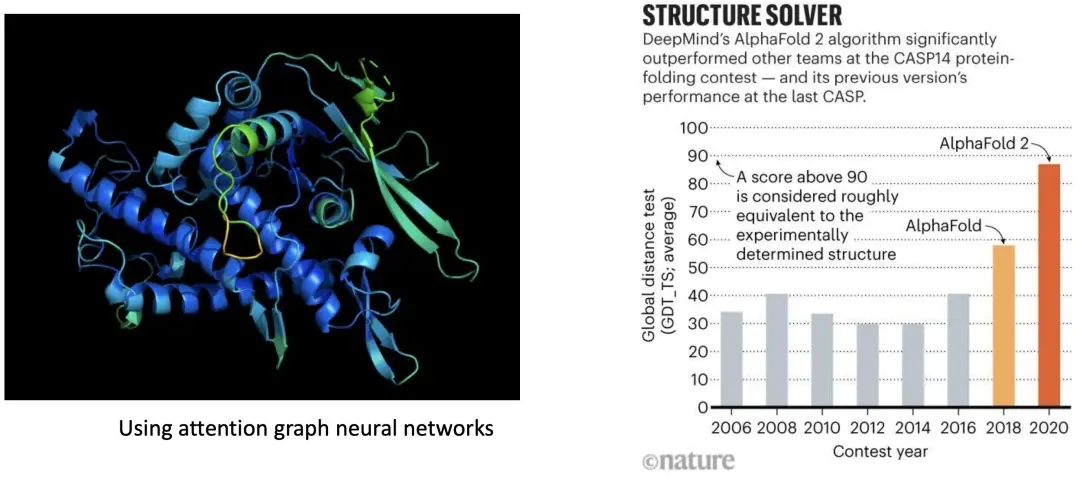 Using attention graph neural networks
STRUCTURE SOLVER
DeepMind's AlphaFold 2 algorithm significantly
outperformed other teams at the CASP14 protein-
folding contest — and its previous version's
performance at the last CASP.
100
90
80
70
60
50
40
30
20
10
0
Global distance test
(GDT_TS; average)
A score above 90
is considered roughly
equivalent to the
experimentally
determined structure
AlphaFold 2
AlphaFold
2006 2008 2010 2012 2014 2016 2018 2020
Contest year
©nature